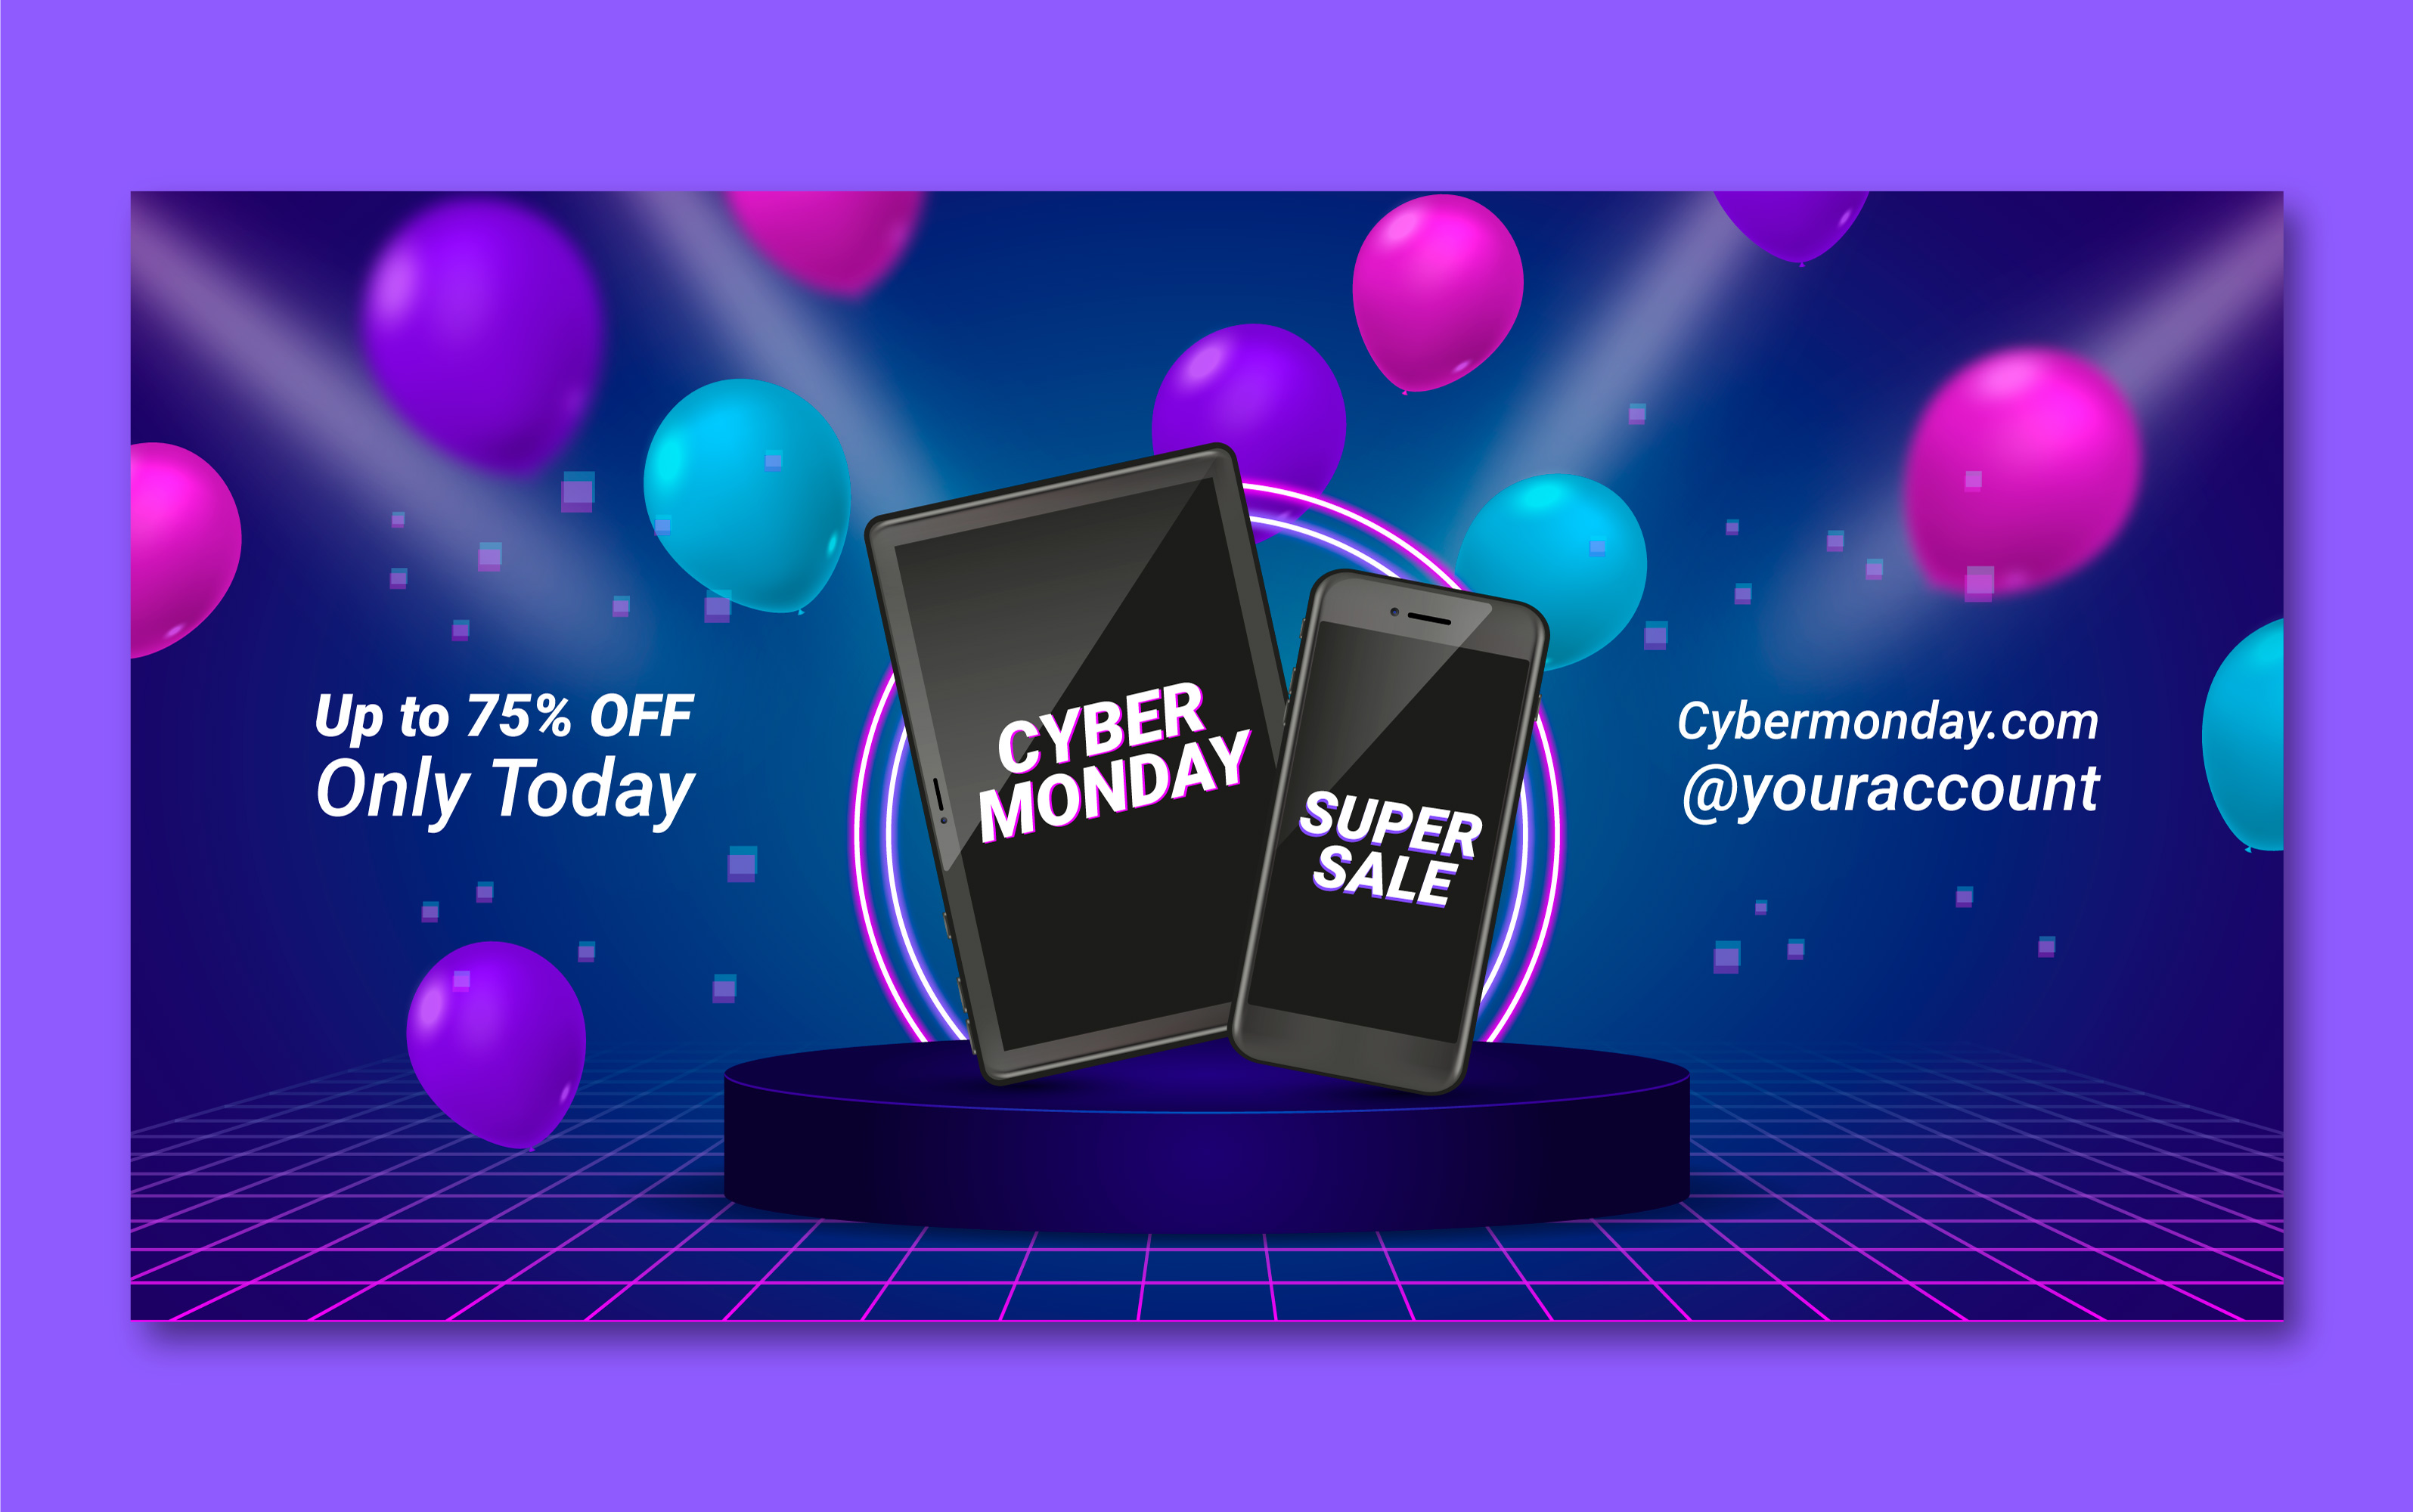 Up to 75% OFF
Only Today
CYBER
MONDAY
SUPER
SALE
Cybermonday.com
@youraccount